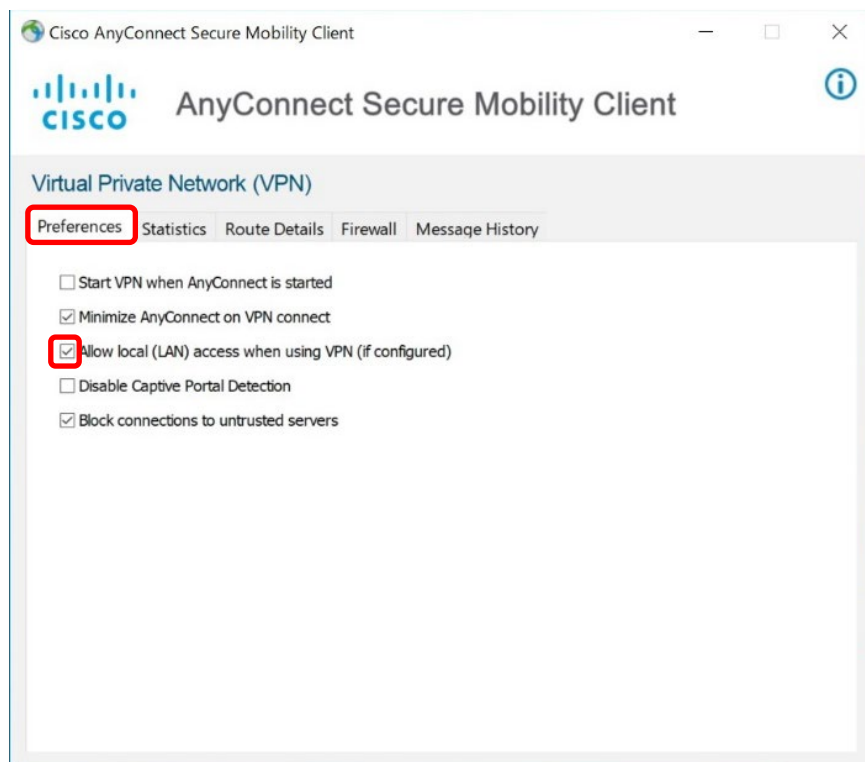 Cisco AnyConnect Secure Mobility Client
CISCO
AnyConnect Secure Mobility Client
Virtual Private Network (VPN)
Preferences Statistics Route Details Firewall Message History
Start VPN when AnyConnect is started
Minimize AnyConnect on VPN connect
Allow local (LAN) access when using VPN (if configured)
Disable Captive Portal Detection
Block connections to untrusted servers